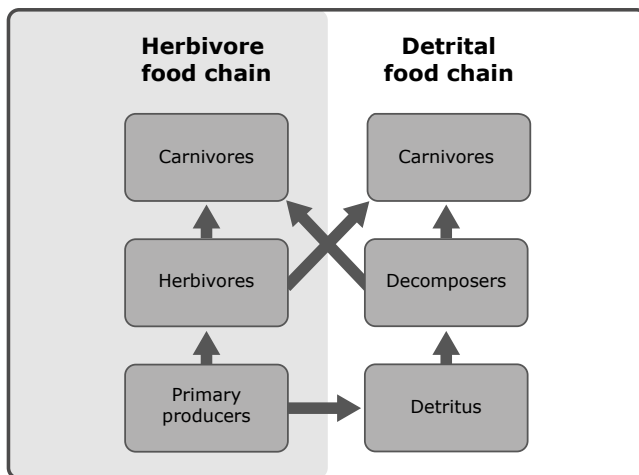 Herbivore
food chain
Detrital
food chain
Carnivores
Carnivores
Herbivores
Decomposers
Primary
producers
Detritus